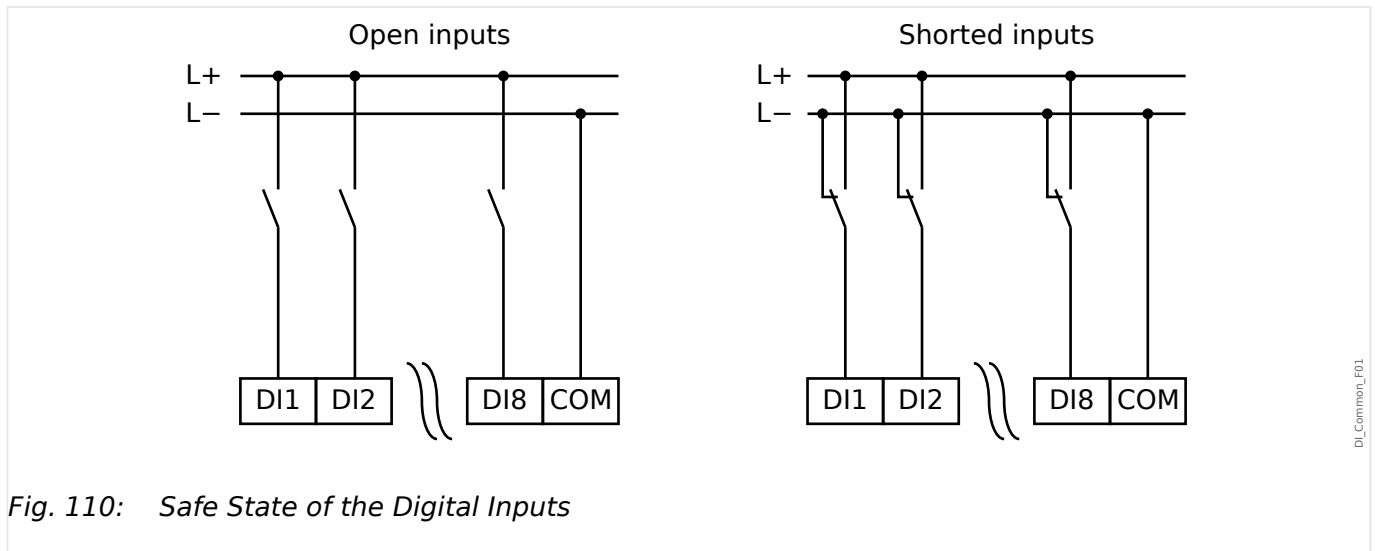 Open inputs
L+
L−
DI1 DI2 DI8 COM
Shorted inputs
L+
L−
DI1 DI2 DI8 COM
DI_Common_F01
Fig. 110: Safe State of the Digital Inputs